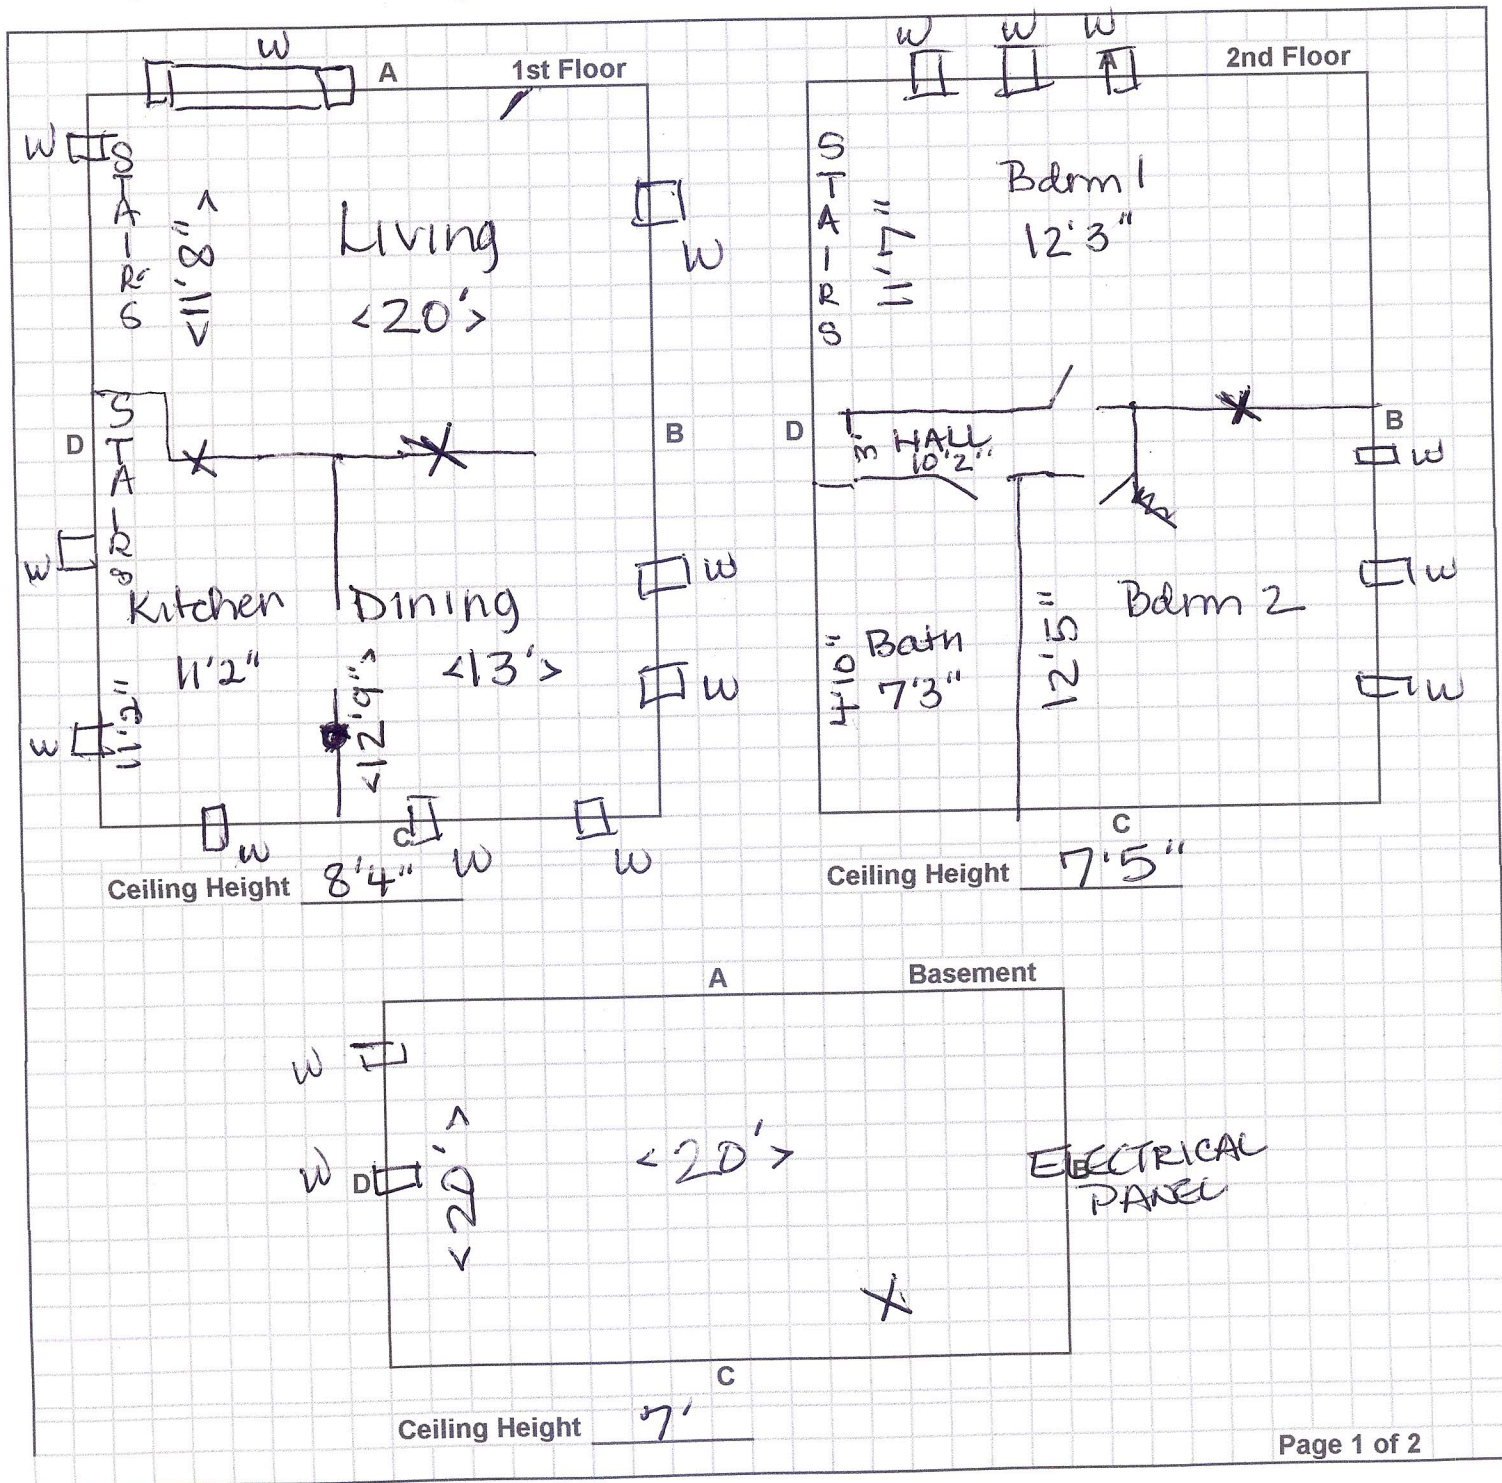 W
A
1st Floor
W
STAIRS
<11'8">
Living
<20'>
W
D
STAIRS
B
W
Kitchen
Dining
W
11'2"
<13'>
W
11'2"
<12'9">
W
W
C
W
W
Ceiling Height 8'4"
W W W
A
2nd Floor
STAIRS
11'7"
Bdrm 1
12'3"
D
HALL
10'2"
B
W
W
Bdrm 2
12'5"
Bath
4'10"
7'3"
W
C
Ceiling Height 7'5"
A
Basement
W
W
D
<20'>
<20'>
B
ELECTRICAL
PANEL
C
Ceiling Height 7'
Page 1 of 2